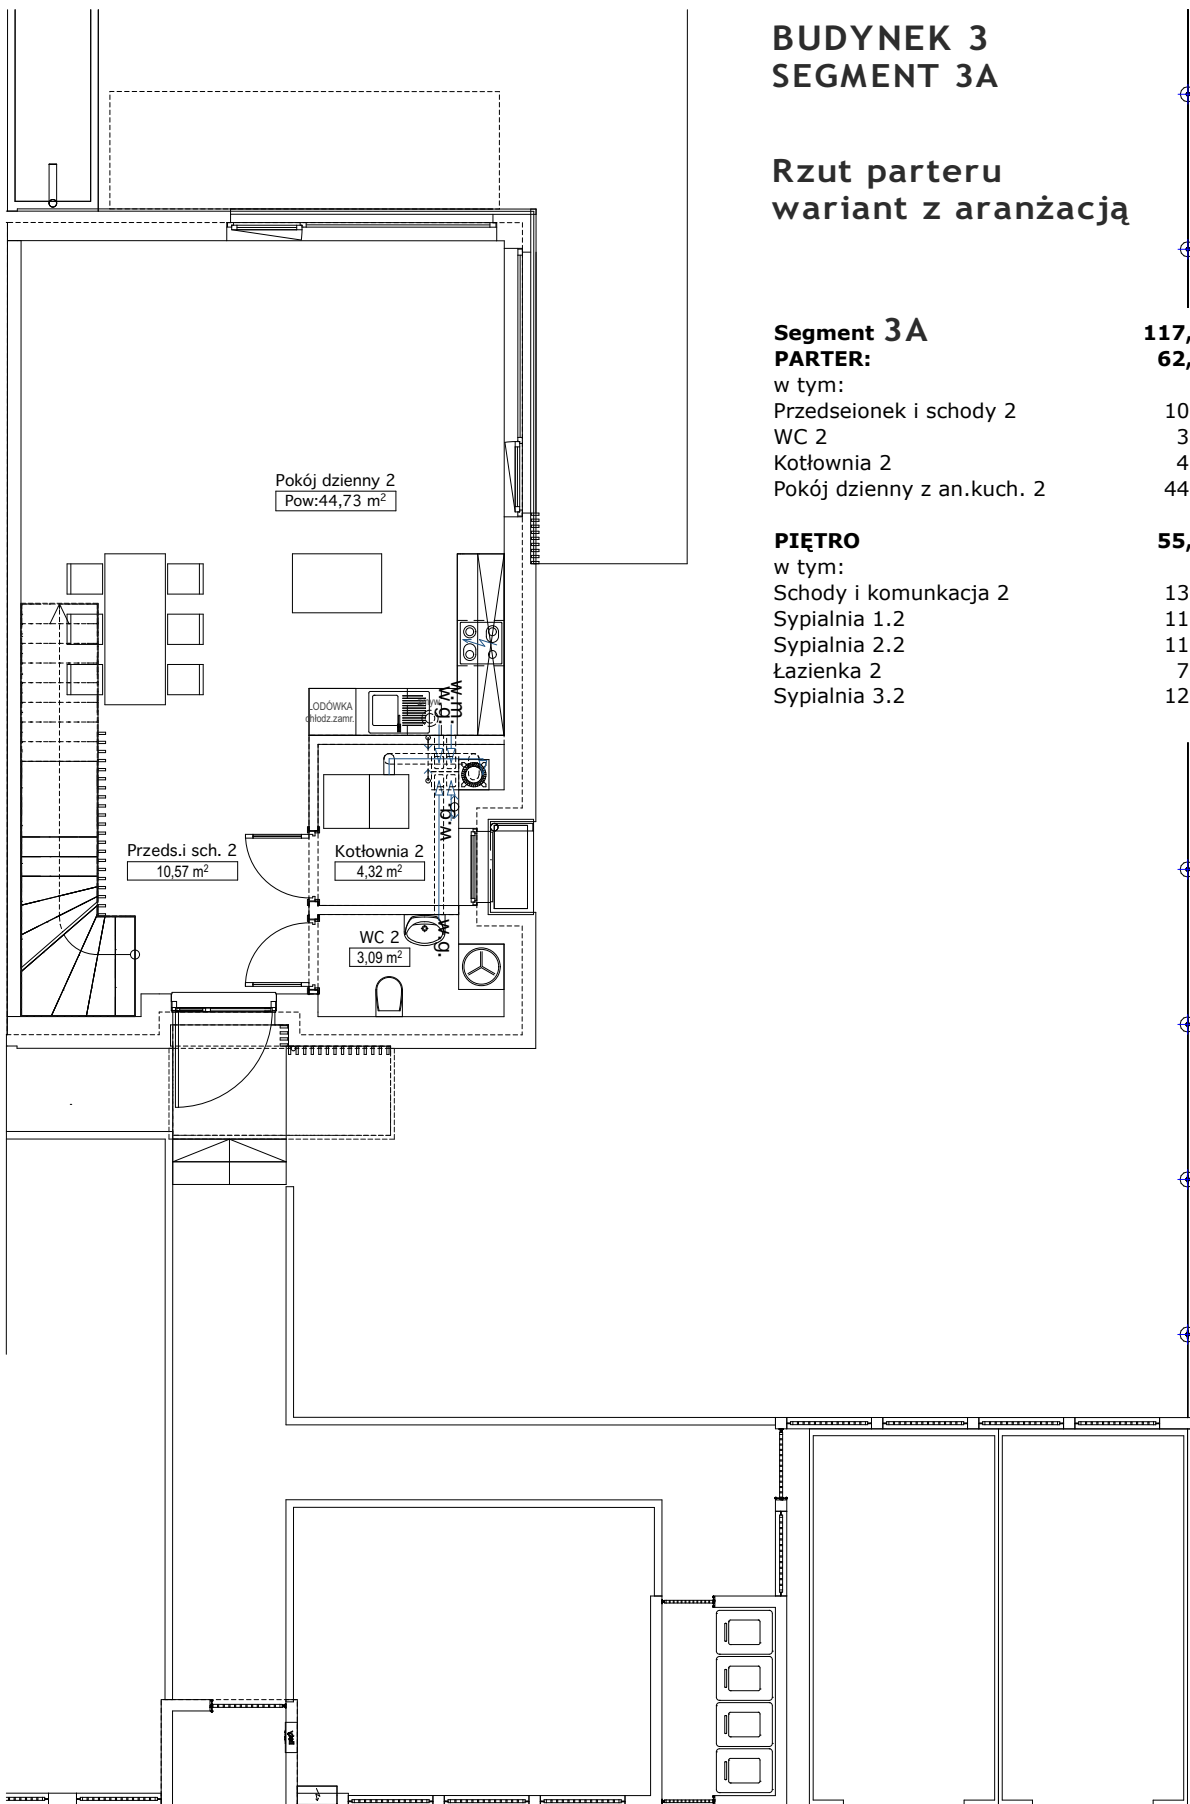 BUDYNEK 3
SEGMENT 3A
Rzut parteru
wariant z aranżacją
Segment 3A 117,
PARTER: 62,
w tym:
Przedseionek i schody 2 10
WC 2 3
Kotłownia 2 4
Pokój dzienny z an.kuch. 2 44
PIĘTRO 55,
w tym:
Schody i komunkacja 2 13
Sypialnia 1.2 11
Sypialnia 2.2 11
Łazienka 2 7
Sypialnia 3.2 12
Pokój dzienny 2
Pow:44,73 m²
LODÓWKA
chłodz.zamr.
w.g.
w.m.
Przeds.i sch. 2
10,57 m²
Kotłownia 2
4,32 m²
WC 2
3,09 m²
w.g.